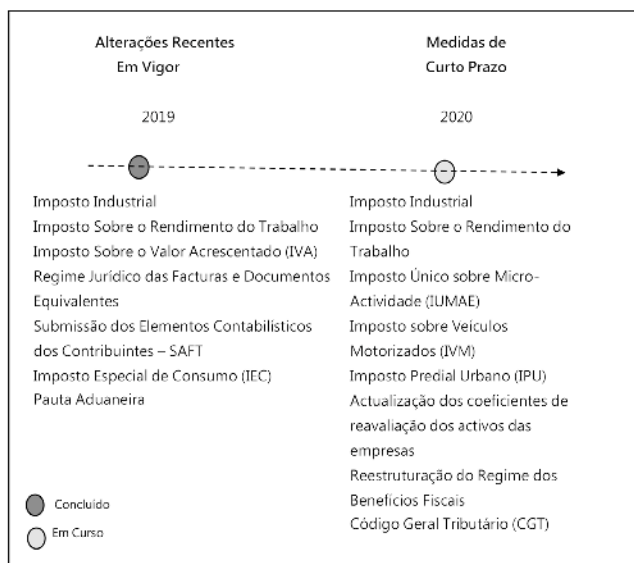 Alterações Recentes
Em Vigor
2019
Medidas de
Curto Prazo
2020
Imposto Industrial
Imposto Sobre o Rendimento do Trabalho
Imposto Sobre o Valor Acrescentado (IVA)
Regime Jurídico das Facturas e Documentos
Equivalentes
Submissão dos Elementos Contabilísticos
dos Contribuintes – SAFT
Imposto Especial de Consumo (IEC)
Pauta Aduaneira
Imposto Industrial
Imposto Sobre o Rendimento do
Trabalho
Imposto Único sobre Micro-
Actividade (IUMAE)
Imposto sobre Veículos
Motorizados (IVM)
Imposto Predial Urbano (IPU)
Actualização dos coeficientes de
reavaliação dos activos das
empresas
Reestruturação do Regime dos
Benefícios Fiscais
Código Geral Tributário (CGT)
Concluído
Em Curso